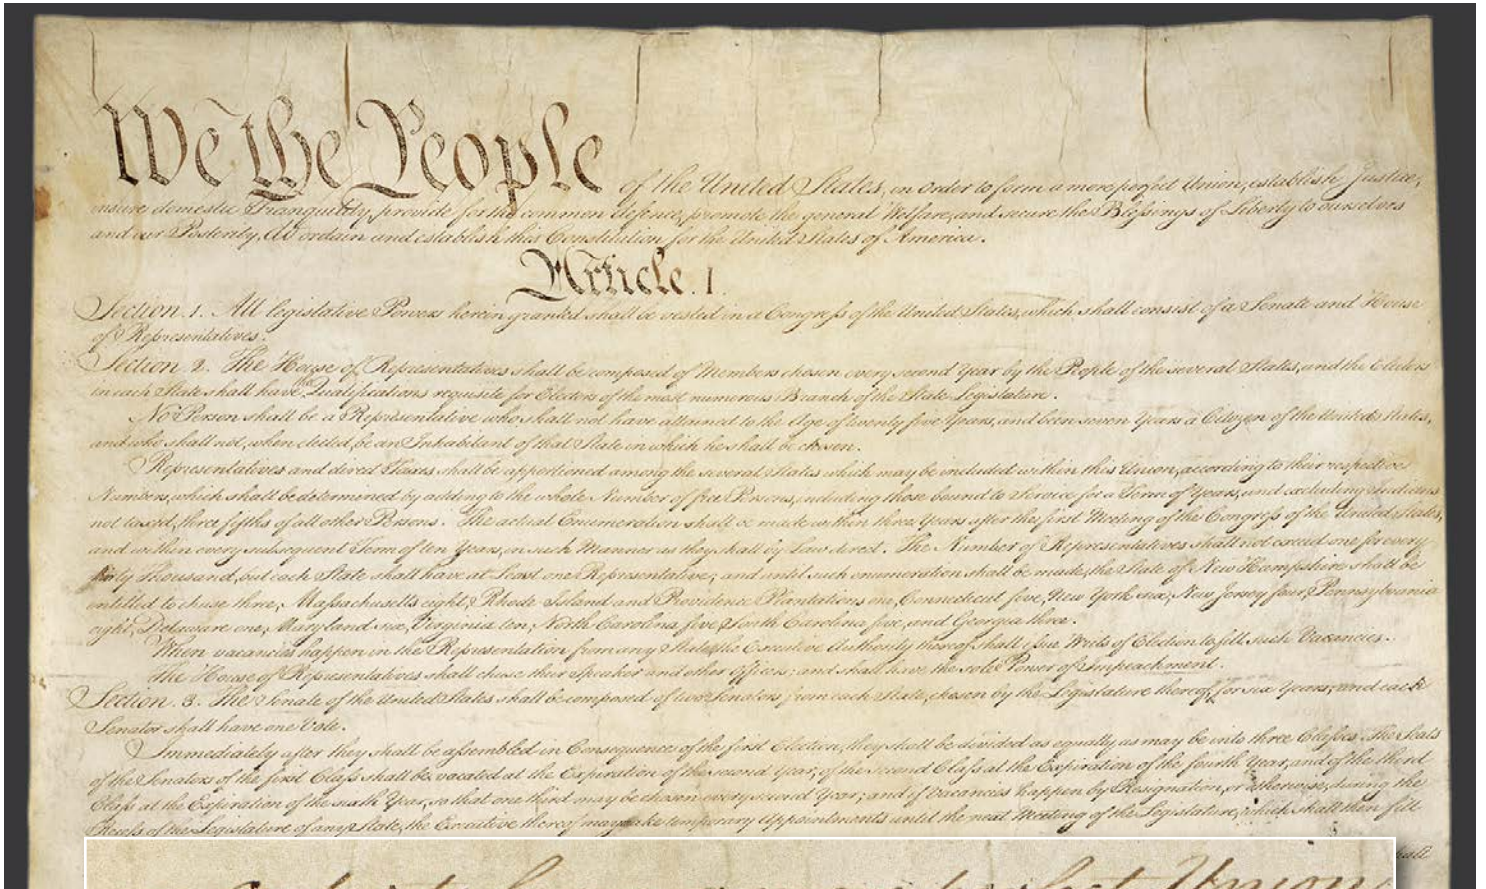 We the People of the United States, in Order to form a more perfect Union, establish Justice,
insure domestic Tranquility, provide for the common defence, promote the general Welfare, and secure the Blessings of Liberty to ourselves
and our Posterity, do ordain and establish this Constitution for the United States of America.
Article. I.
Section. 1. All legislative Powers herein granted shall be vested in a Congress of the United States, which shall consist of a Senate and House
of Representatives.
Section. 2. The House of Representatives shall be composed of Members chosen every second Year by the People of the several States, and the Electors
in each State shall have the Qualifications requisite for Electors of the most numerous Branch of the State Legislature.
No Person shall be a Representative who shall not have attained to the Age of twenty five Years, and been seven Years a Citizen of the United States,
and who shall not, when elected, be an Inhabitant of that State in which he shall be chosen.
Representatives and direct Taxes shall be apportioned among the several States which may be included within this Union, according to their respective
Numbers, which shall be determined by adding to the whole Number of free Persons, including those bound to Service for a Term of Years, and excluding Indians
not taxed, three fifths of all other Persons. The actual Enumeration shall be made within three Years after the first Meeting of the Congress of the United States,
and within every subsequent Term of ten Years, in such Manner as they shall by Law direct. The Number of Representatives shall not exceed one for every
thirty Thousand, but each State shall have at Least one Representative; and until such enumeration shall be made, the State of New Hampshire shall be
entitled to chuse three, Massachusetts eight, Rhode Island and Providence Plantations one, Connecticut five, New York six, New Jersey four, Pennsylvania
eight, Delaware one, Maryland six, Virginia ten, North Carolina five, South Carolina five, and Georgia three.
When vacancies happen in the Representation from any State, the Executive Authority thereof shall issue Writs of Election to fill such Vacancies.
The House of Representatives shall chuse their Speaker and other Officers; and shall have the sole Power of Impeachment.
Section. 3. The Senate of the United States shall be composed of two Senators from each State, chosen by the Legislature thereof, for six Years; and each
Senator shall have one Vote.
Immediately after they shall be assembled in Consequence of the first Election, they shall be divided as equally as may be into three Classes. The Seats
of the Senators of the first Class shall be vacated at the Expiration of the second Year, of the second Class at the Expiration of the fourth Year, and of the third
Class at the Expiration of the sixth Year, so that one third may be chosen every second Year; and if Vacancies happen by Resignation, or otherwise, during the
Recess of the Legislature of any State, the Executive thereof may make temporary Appointments until the next Meeting of the Legislature, which shall then fill
perfect Union